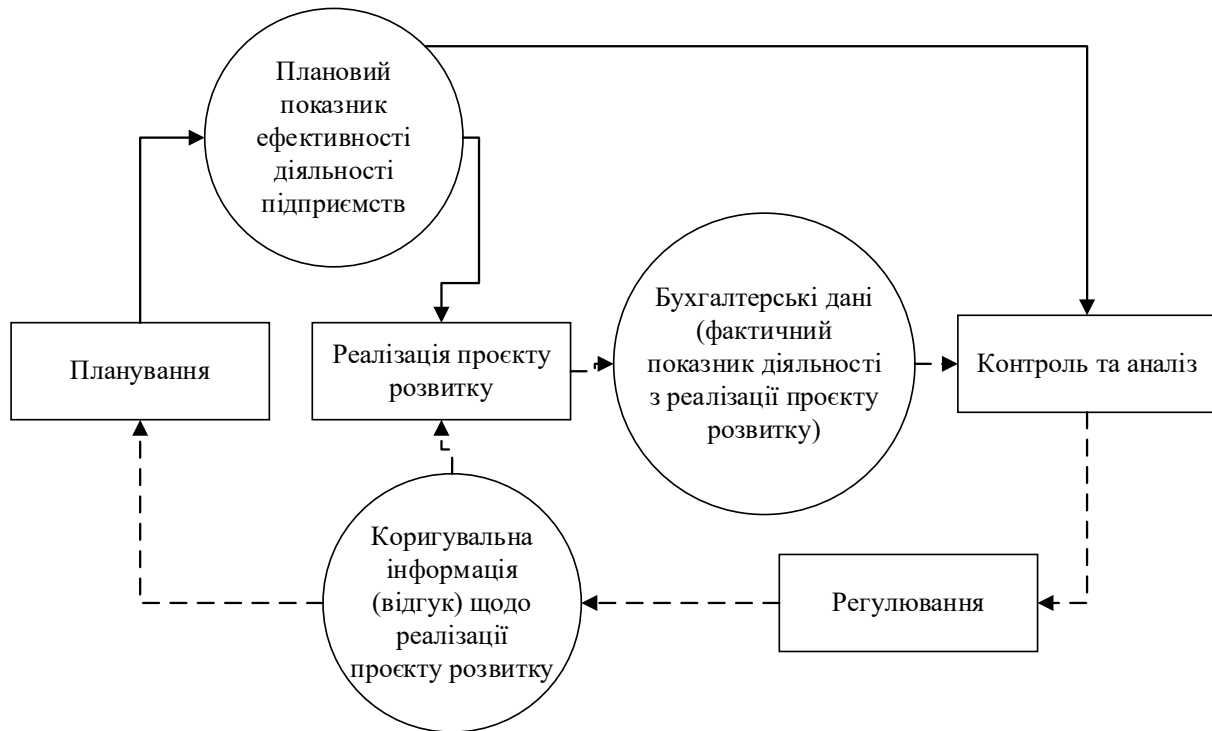 Плановий
показник
ефективності
діяльності
підприємств
Планування
Реалізація проєкту
розвитку
Бухгалтерські дані
(фактичний
показник діяльності
з реалізації проєкту
розвитку)
Контроль та аналіз
Коригувальна
інформація
(відгук) щодо
реалізації
проєкту розвитку
Регулювання